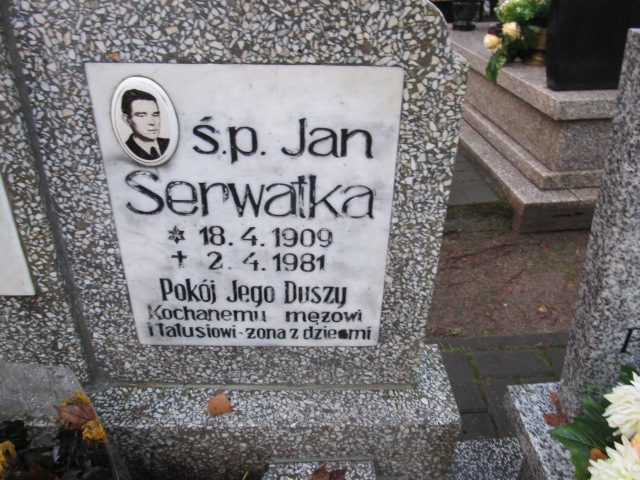 ś.p. Jan
Serwatka
* 18. 4. 1909
+ 2. 4. 1981
Pokój Jego Duszy
Kochanemu mężowi
i Tatusiowi - żona z dziećmi